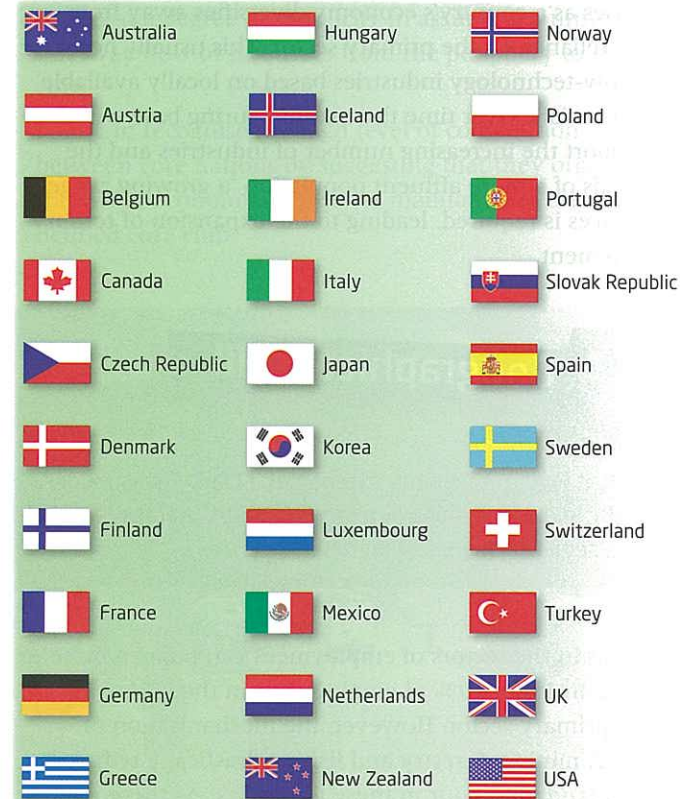 Australia
Austria
Belgium
Canada
Czech Republic
Denmark
Finland
France
Germany
Greece
Hungary
Iceland
Ireland
Italy
Japan
Korea
Luxembourg
Mexico
Netherlands
New Zealand
Norway
Poland
Portugal
Slovak Republic
Spain
Sweden
Switzerland
Turkey
UK
USA